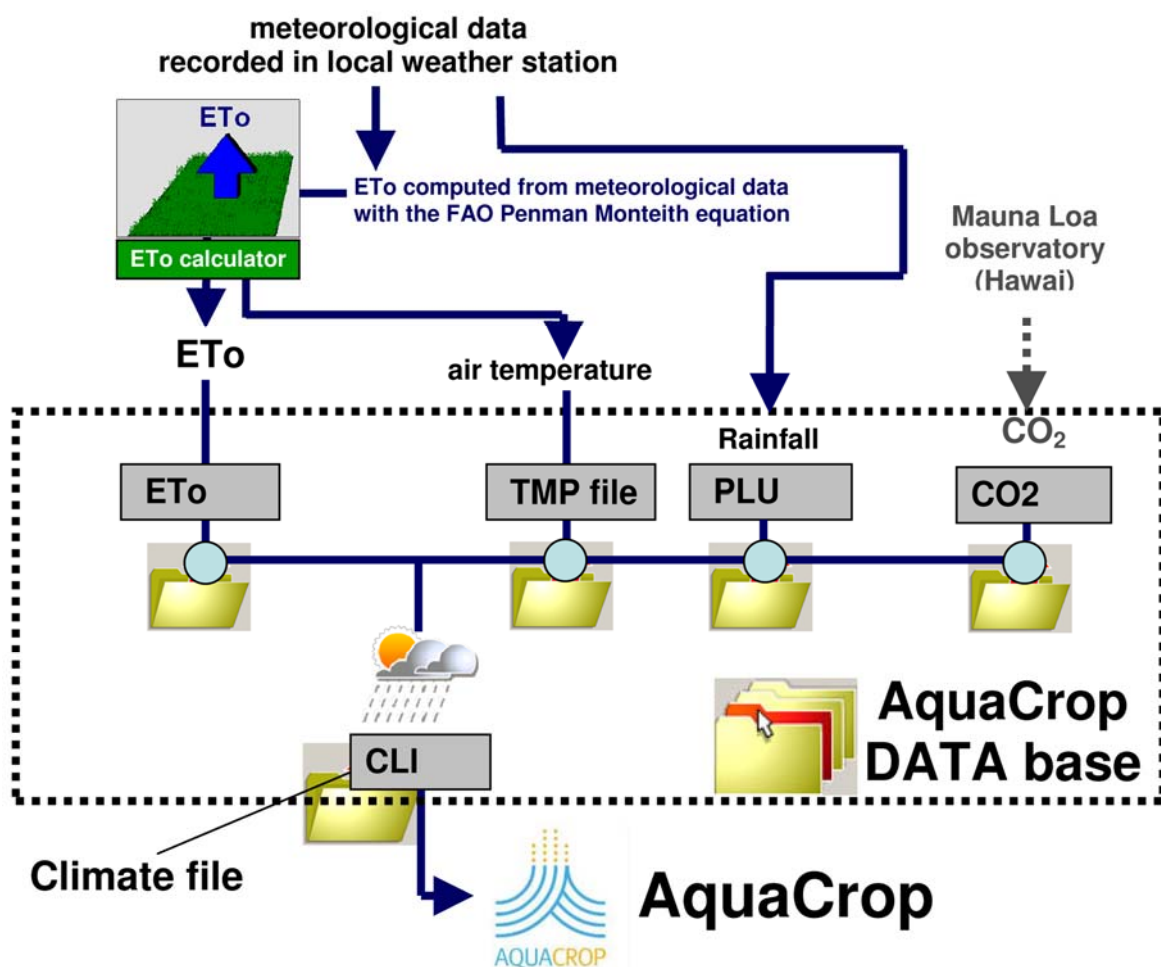 meteorological data
recorded in local weather station
ETo
ETo computed from meteorological data
with the FAO Penman Monteith equation
ETo calculator
Mauna Loa
observatory
(Hawai)
ETo
air temperature
Rainfall
CO2
ETo
TMP file
PLU
CO2
CLI
AquaCrop
DATA base
Climate file
AquaCrop
AQUACROP